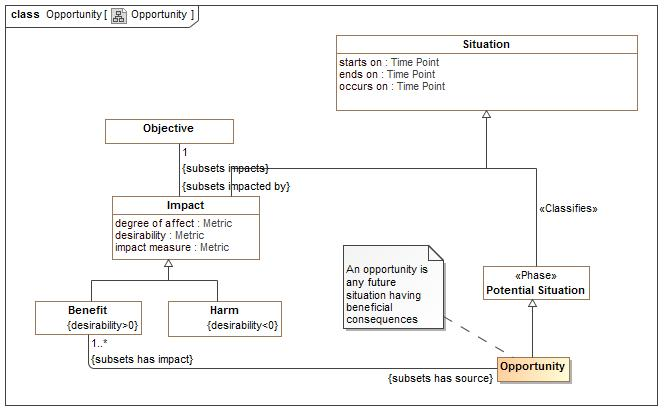 class Opportunity [ Opportunity ]
Situation
starts on : Time Point
ends on : Time Point
occurs on : Time Point
Objective
1
{subsets impacts}
{subsets impacted by}
Impact
degree of affect : Metric
desirability : Metric
impact measure : Metric
«Classifies»
An opportunity is
any future
situation having
beneficial
consequences
«Phase»
Potential Situation
Benefit
{desirability>0}
Harm
{desirability<0}
1..*
{subsets has impact}
Opportunity
{subsets has source}